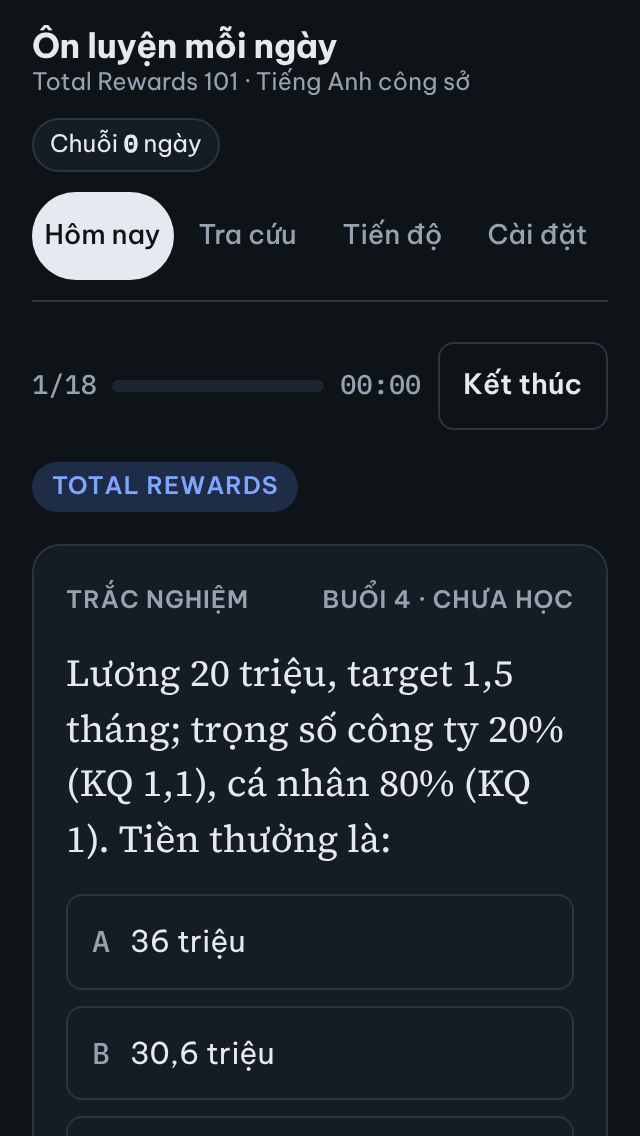 Ôn luyện mỗi ngày
Total Rewards 101 · Tiếng Anh công sở
Chuỗi 0 ngày
Hôm nay Tra cứu Tiến độ Cài đặt
1/18 00:00 Kết thúc
TOTAL REWARDS
TRẮC NGHIỆM BUỔI 4 · CHƯA HỌC
Lương 20 triệu, target 1,5
tháng; trọng số công ty 20%
(KQ 1,1), cá nhân 80% (KQ
1). Tiền thưởng là:
A 36 triệu
B 30,6 triệu